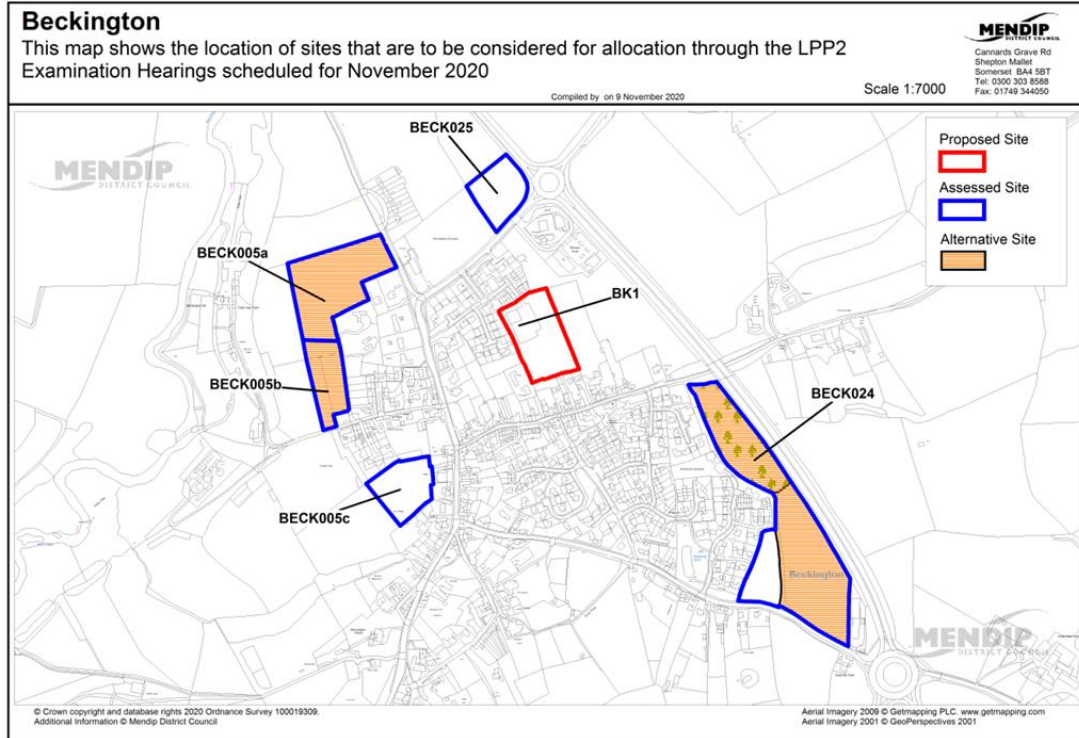 Beckington
This map shows the location of sites that are to be considered for allocation through the LPP2
Examination Hearings scheduled for November 2020
Compiled by on 9 November 2020
Scale 1:7000
MENDIP
DISTRICT COUNCIL
Cannards Grave Rd
Shepton Mallet
Somerset BA4 5BT
Tel: 0300 303 8588
Fax: 01749 344050
MENDIP
DISTRICT COUNCIL
BECK025
Proposed Site
Assessed Site
Alternative Site
BECK005a
BK1
BECK005b
BECK024
BECK005c
Beckington
MENDIP
DISTRICT COUNCIL
© Crown copyright and database rights 2020 Ordnance Survey 100019309.
Additional Information © Mendip District Council
Aerial Imagery 2009 © Getmapping PLC. www.getmapping.com
Aerial Imagery 2001 © GeoPerspectives 2001